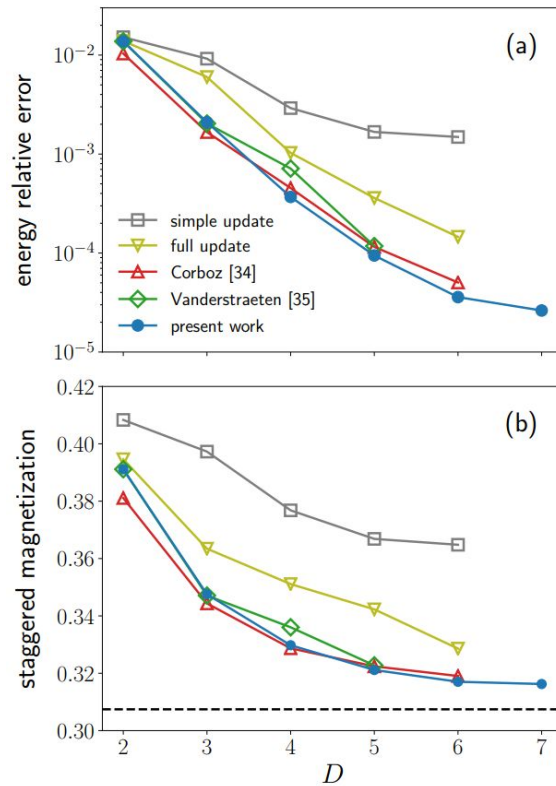 (a)
energy relative error
10⁻²
10⁻³
10⁻⁴
10⁻⁵
simple update
full update
Corboz [34]
Vanderstraeten [35]
present work
(b)
staggered magnetization
0.42
0.40
0.38
0.36
0.34
0.32
0.30
2 3 4 5 6 7
D